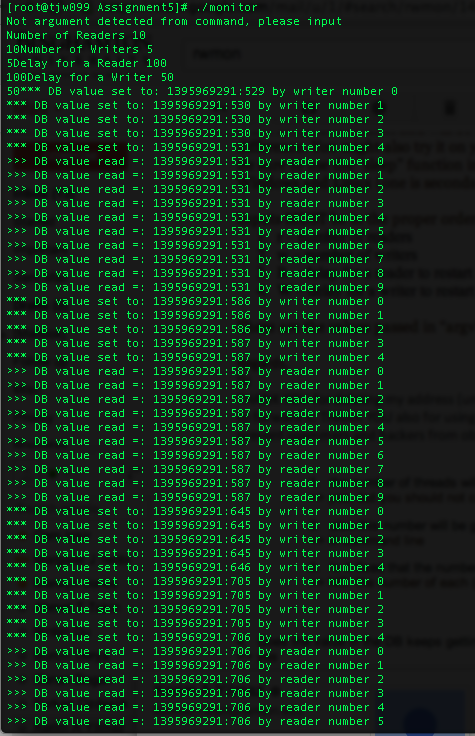 [root@tjw099 Assignment5]# ./monitor
Not argument detected from command, please input
Number of Readers 10
10Number of Writers 5
5Delay for a Reader 100
100Delay for a Writer 50
50*** DB value set to: 1395969291:529 by writer number 0
*** DB value set to: 1395969291:530 by writer number 1
*** DB value set to: 1395969291:530 by writer number 2
*** DB value set to: 1395969291:530 by writer number 3
*** DB value set to: 1395969291:531 by writer number 4
>>> DB value read =: 1395969291:531 by reader number 0
>>> DB value read =: 1395969291:531 by reader number 1
>>> DB value read =: 1395969291:531 by reader number 2
>>> DB value read =: 1395969291:531 by reader number 3
>>> DB value read =: 1395969291:531 by reader number 4
>>> DB value read =: 1395969291:531 by reader number 5
>>> DB value read =: 1395969291:531 by reader number 6
>>> DB value read =: 1395969291:531 by reader number 7
>>> DB value read =: 1395969291:531 by reader number 8
>>> DB value read =: 1395969291:531 by reader number 9
*** DB value set to: 1395969291:586 by writer number 0
*** DB value set to: 1395969291:586 by writer number 1
*** DB value set to: 1395969291:586 by writer number 2
*** DB value set to: 1395969291:587 by writer number 3
*** DB value set to: 1395969291:587 by writer number 4
>>> DB value read =: 1395969291:587 by reader number 0
>>> DB value read =: 1395969291:587 by reader number 1
>>> DB value read =: 1395969291:587 by reader number 2
>>> DB value read =: 1395969291:587 by reader number 3
>>> DB value read =: 1395969291:587 by reader number 4
>>> DB value read =: 1395969291:587 by reader number 5
>>> DB value read =: 1395969291:587 by reader number 6
>>> DB value read =: 1395969291:587 by reader number 7
>>> DB value read =: 1395969291:587 by reader number 8
>>> DB value read =: 1395969291:587 by reader number 9
*** DB value set to: 1395969291:645 by writer number 0
*** DB value set to: 1395969291:645 by writer number 1
*** DB value set to: 1395969291:645 by writer number 2
*** DB value set to: 1395969291:645 by writer number 3
*** DB value set to: 1395969291:646 by writer number 4
*** DB value set to: 1395969291:705 by writer number 0
*** DB value set to: 1395969291:705 by writer number 1
*** DB value set to: 1395969291:705 by writer number 2
*** DB value set to: 1395969291:705 by writer number 3
*** DB value set to: 1395969291:706 by writer number 4
>>> DB value read =: 1395969291:706 by reader number 0
>>> DB value read =: 1395969291:706 by reader number 1
>>> DB value read =: 1395969291:706 by reader number 2
>>> DB value read =: 1395969291:706 by reader number 3
>>> DB value read =: 1395969291:706 by reader number 4
>>> DB value read =: 1395969291:706 by reader number 5